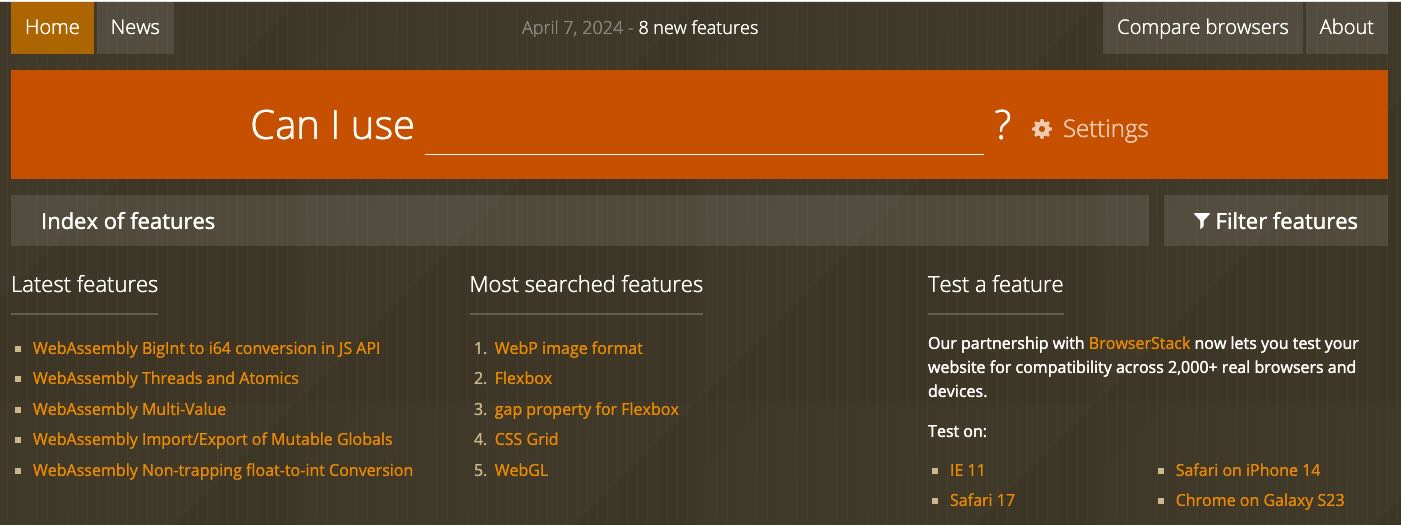 Home
News
April 7, 2024 - 8 new features
Compare browsers
About
Can I use ? Settings
Index of features
Filter features
Latest features
WebAssembly BigInt to i64 conversion in JS API
WebAssembly Threads and Atomics
WebAssembly Multi-Value
WebAssembly Import/Export of Mutable Globals
WebAssembly Non-trapping float-to-int Conversion
Most searched features
1. WebP image format
2. Flexbox
3. gap property for Flexbox
4. CSS Grid
5. WebGL
Test a feature
Our partnership with BrowserStack now lets you test your
website for compatibility across 2,000+ real browsers and
devices.
Test on:
IE 11
Safari 17
Safari on iPhone 14
Chrome on Galaxy S23